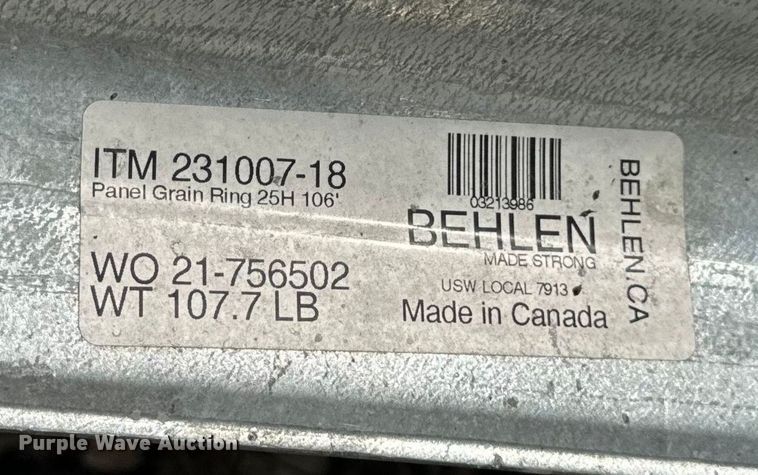 ITM 231007-18
Panel Grain Ring 25H 106'
WO 21-756502
WT 107.7 LB
03213986
BEHLEN
MADE STRONG
USW LOCAL 7913
Made in Canada
BEHLEN.CA
Purple Wave Auction